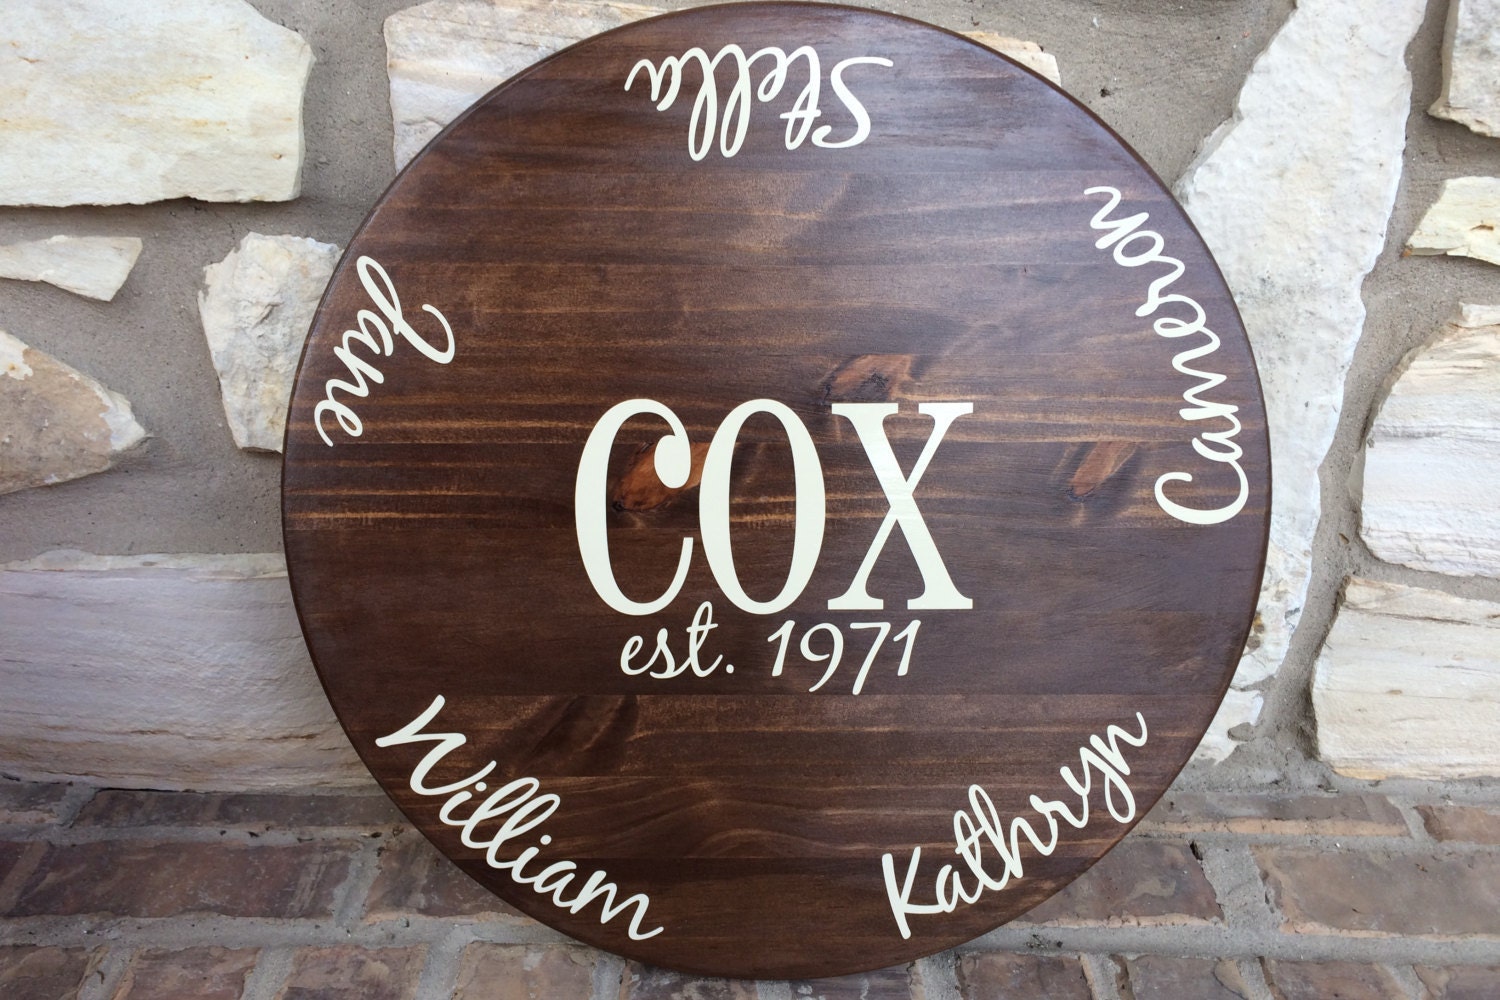 Stella
Cameron
Jane
COX
est. 1971
William
Kathryn